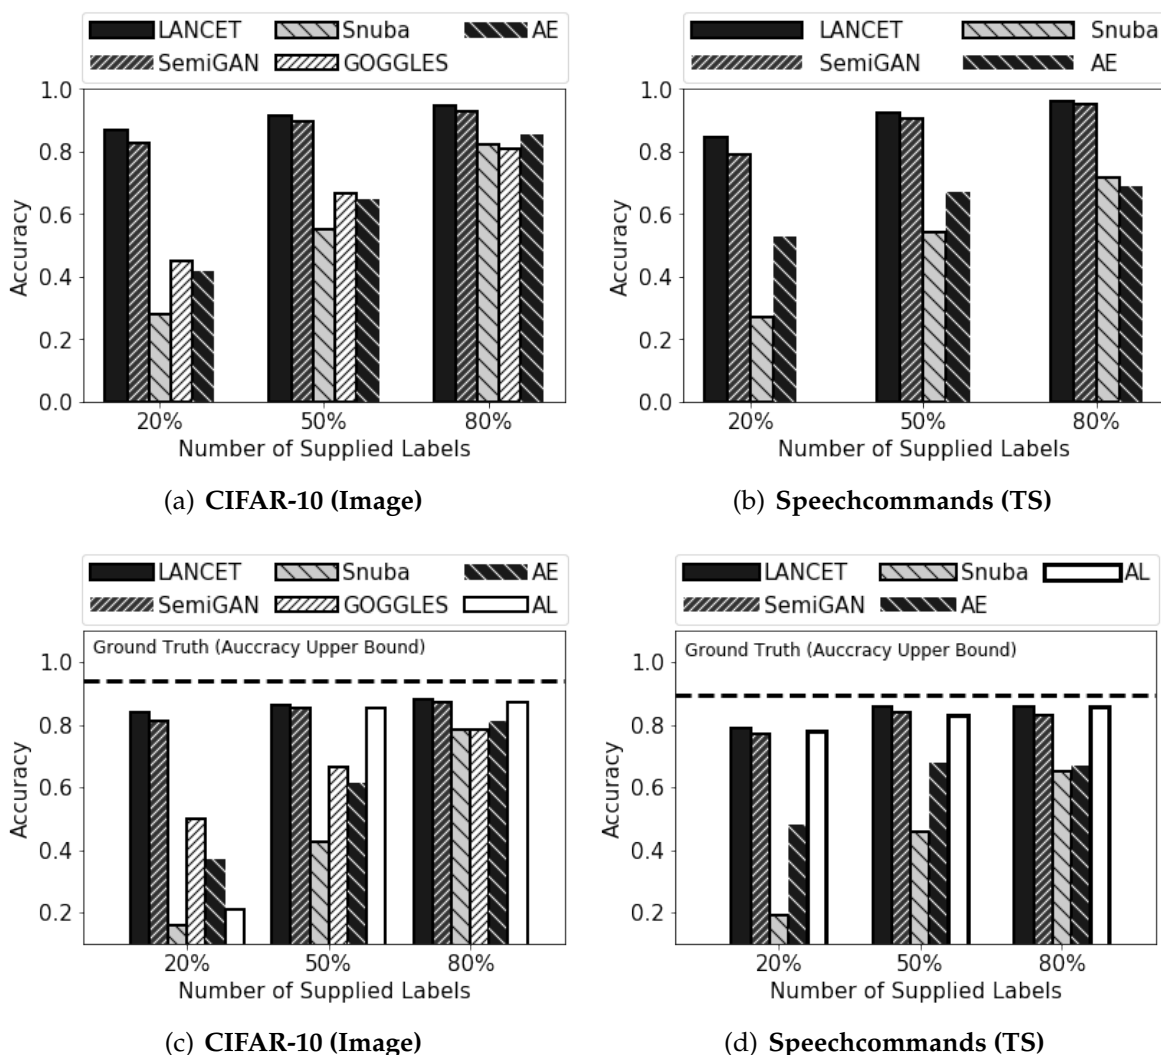 LANCET Snuba AE
SemiGAN GOGGLES
1.0
0.8
0.6
0.4
0.2
0.0
Accuracy
20% 50% 80%
Number of Supplied Labels
(a) CIFAR-10 (Image)
LANCET Snuba
SemiGAN AE
1.0
0.8
0.6
0.4
0.2
0.0
Accuracy
20% 50% 80%
Number of Supplied Labels
(b) Speechcommands (TS)
LANCET Snuba AE
SemiGAN GOGGLES AL
Ground Truth (Auccracy Upper Bound)
1.0
0.8
0.6
0.4
0.2
Accuracy
20% 50% 80%
Number of Supplied Labels
(c) CIFAR-10 (Image)
LANCET Snuba AL
SemiGAN AE
Ground Truth (Auccracy Upper Bound)
1.0
0.8
0.6
0.4
0.2
Accuracy
20% 50% 80%
Number of Supplied Labels
(d) Speechcommands (TS)